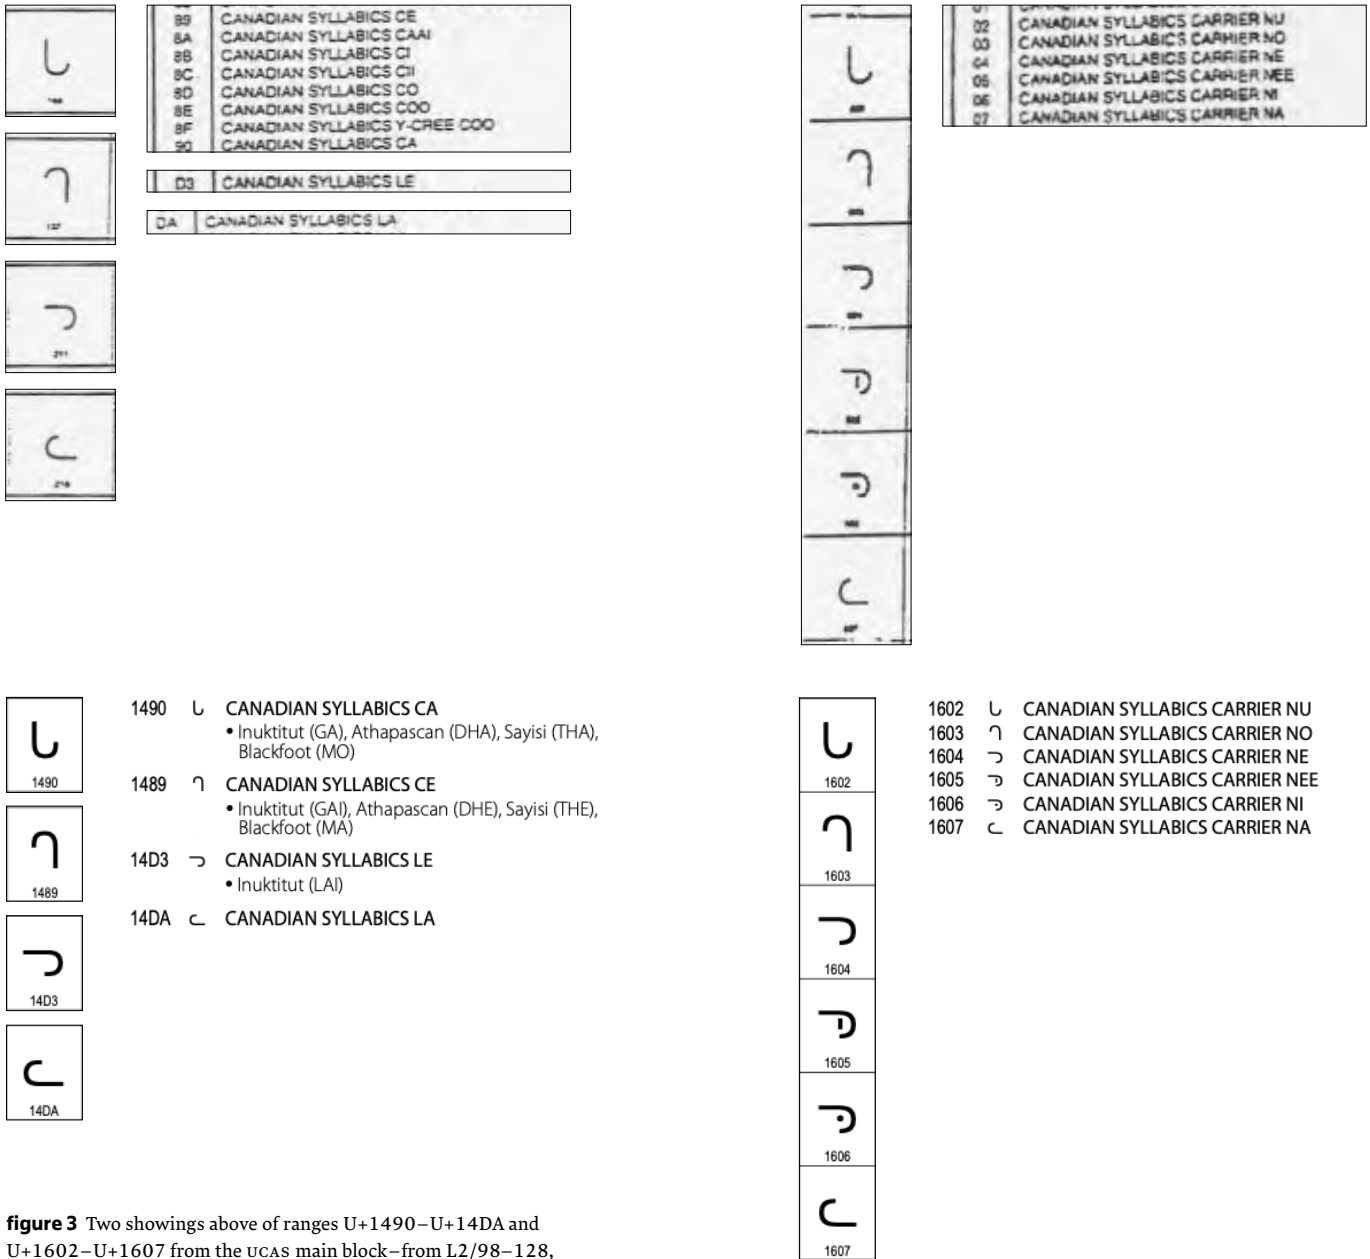 ᒐ
89 CANADIAN SYLLABICS CE
8A CANADIAN SYLLABICS CAAI
8B CANADIAN SYLLABICS CI
8C CANADIAN SYLLABICS CII
8D CANADIAN SYLLABICS CO
8E CANADIAN SYLLABICS COO
8F CANADIAN SYLLABICS Y-CREE COO
90 CANADIAN SYLLABICS CA
ᒉ
137
D3 CANADIAN SYLLABICS LE
DA CANADIAN SYLLABICS LA
ᓓ
211
ᓚ
218
02 CANADIAN SYLLABICS CARRIER NU
03 CANADIAN SYLLABICS CARRIER NO
04 CANADIAN SYLLABICS CARRIER NE
05 CANADIAN SYLLABICS CARRIER NEE
06 CANADIAN SYLLABICS CARRIER NI
07 CANADIAN SYLLABICS CARRIER NA
ᘂ
ᘃ
ᘄ
ᘅ
ᘆ
ᘇ
ᒐ
1490
ᒉ
1489
ᓓ
14D3
ᓚ
14DA
1490 ᒐ CANADIAN SYLLABICS CA
• Inuktitut (GA), Athapascan (DHA), Sayisi (THA),
Blackfoot (MO)
1489 ᒉ CANADIAN SYLLABICS CE
• Inuktitut (GAI), Athapascan (DHE), Sayisi (THE),
Blackfoot (MA)
14D3 ᓓ CANADIAN SYLLABICS LE
• Inuktitut (LAI)
14DA ᓚ CANADIAN SYLLABICS LA
figure 3 Two showings above of ranges U+1490–U+14DA and
U+1602–U+1607 from the UCAS main block–from L2/98–128,
ᘂ
1602
ᘃ
1603
ᘄ
1604
ᘅ
1605
ᘆ
1606
ᘇ
1607
1602 ᘂ CANADIAN SYLLABICS CARRIER NU
1603 ᘃ CANADIAN SYLLABICS CARRIER NO
1604 ᘄ CANADIAN SYLLABICS CARRIER NE
1605 ᘅ CANADIAN SYLLABICS CARRIER NEE
1606 ᘆ CANADIAN SYLLABICS CARRIER NI
1607 ᘇ CANADIAN SYLLABICS CARRIER NA